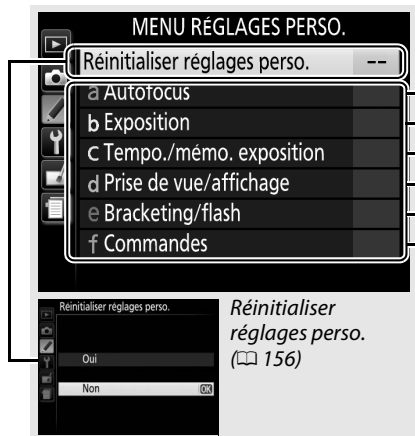 MENU RÉGLAGES PERSO.
Réinitialiser réglages perso. --
a Autofocus
b Exposition
c Tempo./mémo. exposition
d Prise de vue/affichage
e Bracketing/flash
f Commandes
Réinitialiser réglages perso.
Oui
Non OK
Réinitialiser
réglages perso.
(📖 156)